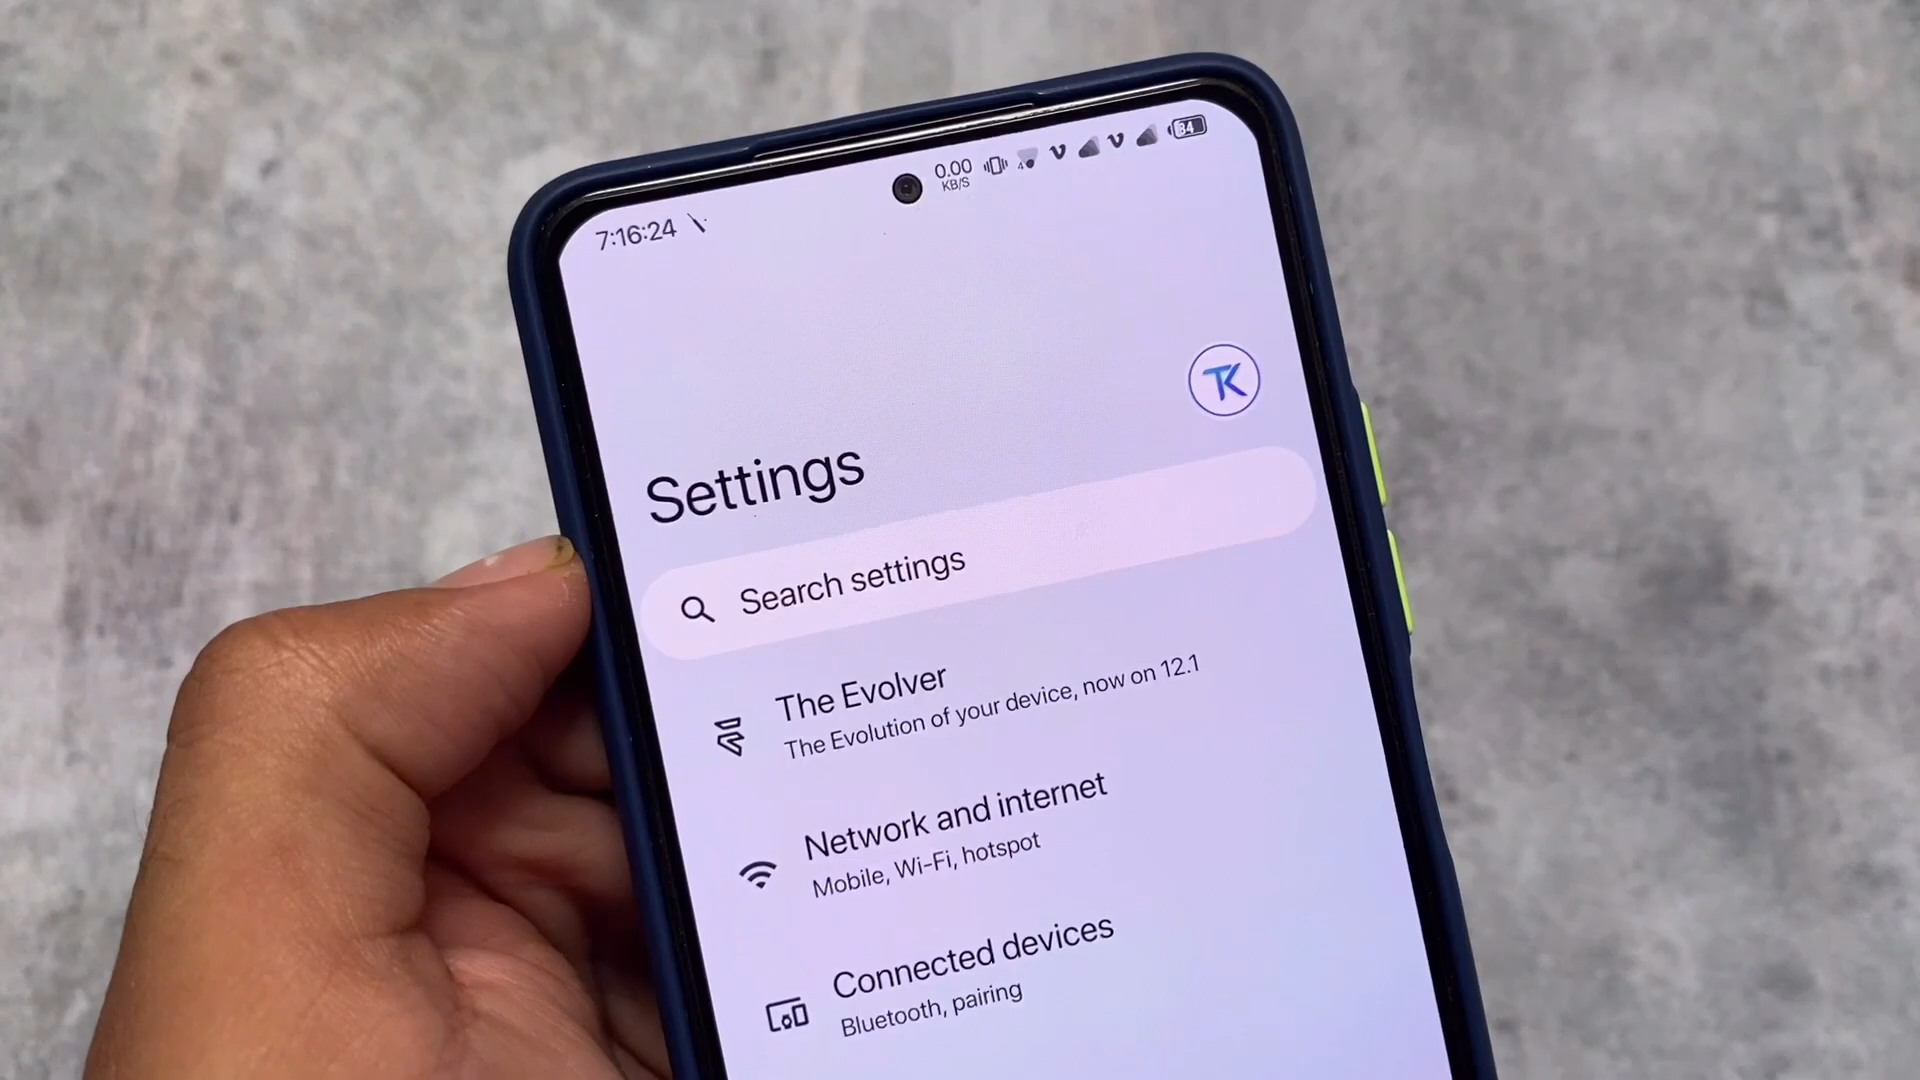 7:16:24
0.00
KB/S
84
TK
Settings
Search settings
The Evolver
The Evolution of your device, now on 12.1
Network and internet
Mobile, Wi-Fi, hotspot
Connected devices
Bluetooth, pairing